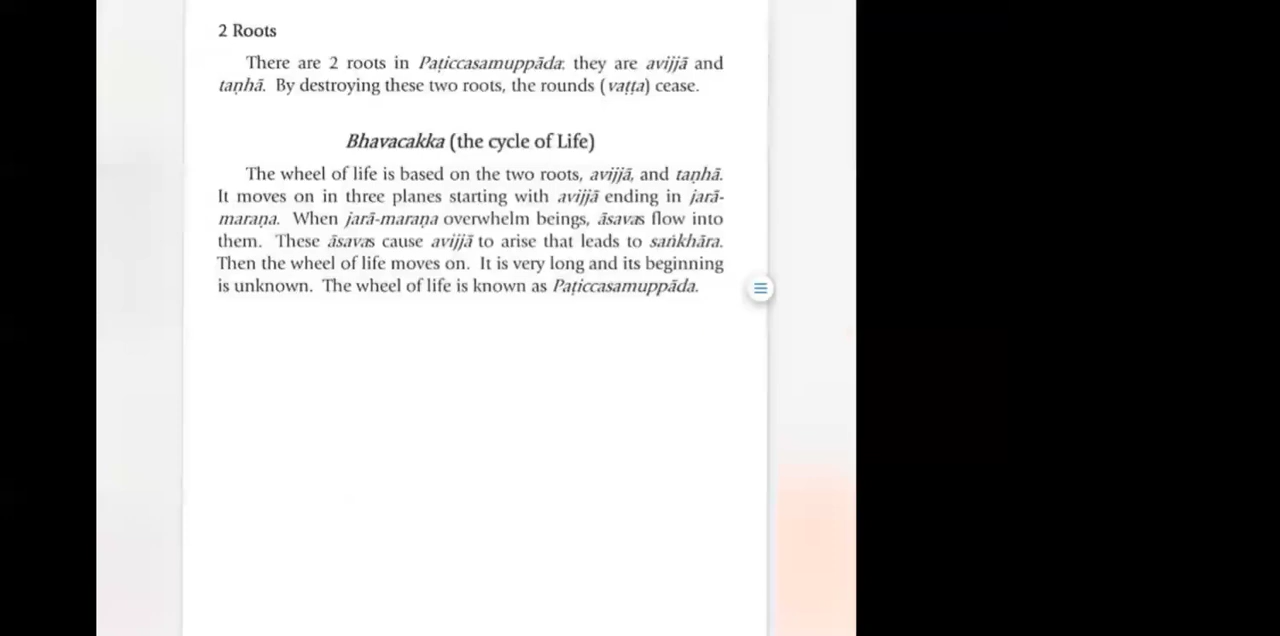 2 Roots
There are 2 roots in Paṭiccasamuppāda: they are avijjā and
taṇhā. By destroying these two roots, the rounds (vaṭṭa) cease.
Bhavacakka (the cycle of Life)
The wheel of life is based on the two roots, avijjā, and taṇhā.
It moves on in three planes starting with avijjā ending in jarā-
maraṇa. When jarā-maraṇa overwhelm beings, āsavas flow into
them. These āsavas cause avijjā to arise that leads to saṅkhāra.
Then the wheel of life moves on. It is very long and its beginning
is unknown. The wheel of life is known as Paṭiccasamuppāda.